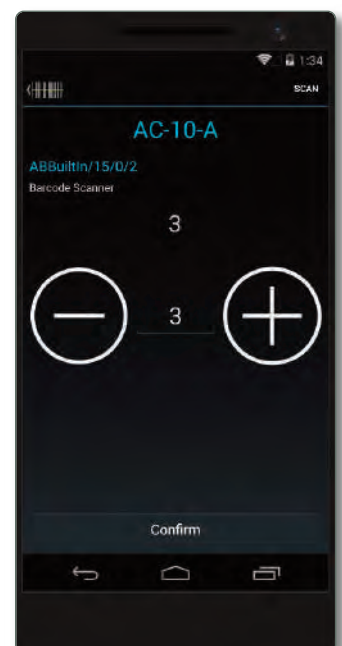 1:34
SCAN
AC-10-A
ABBuiltIn/15/0/2
Barcode Scanner
3
3
Confirm